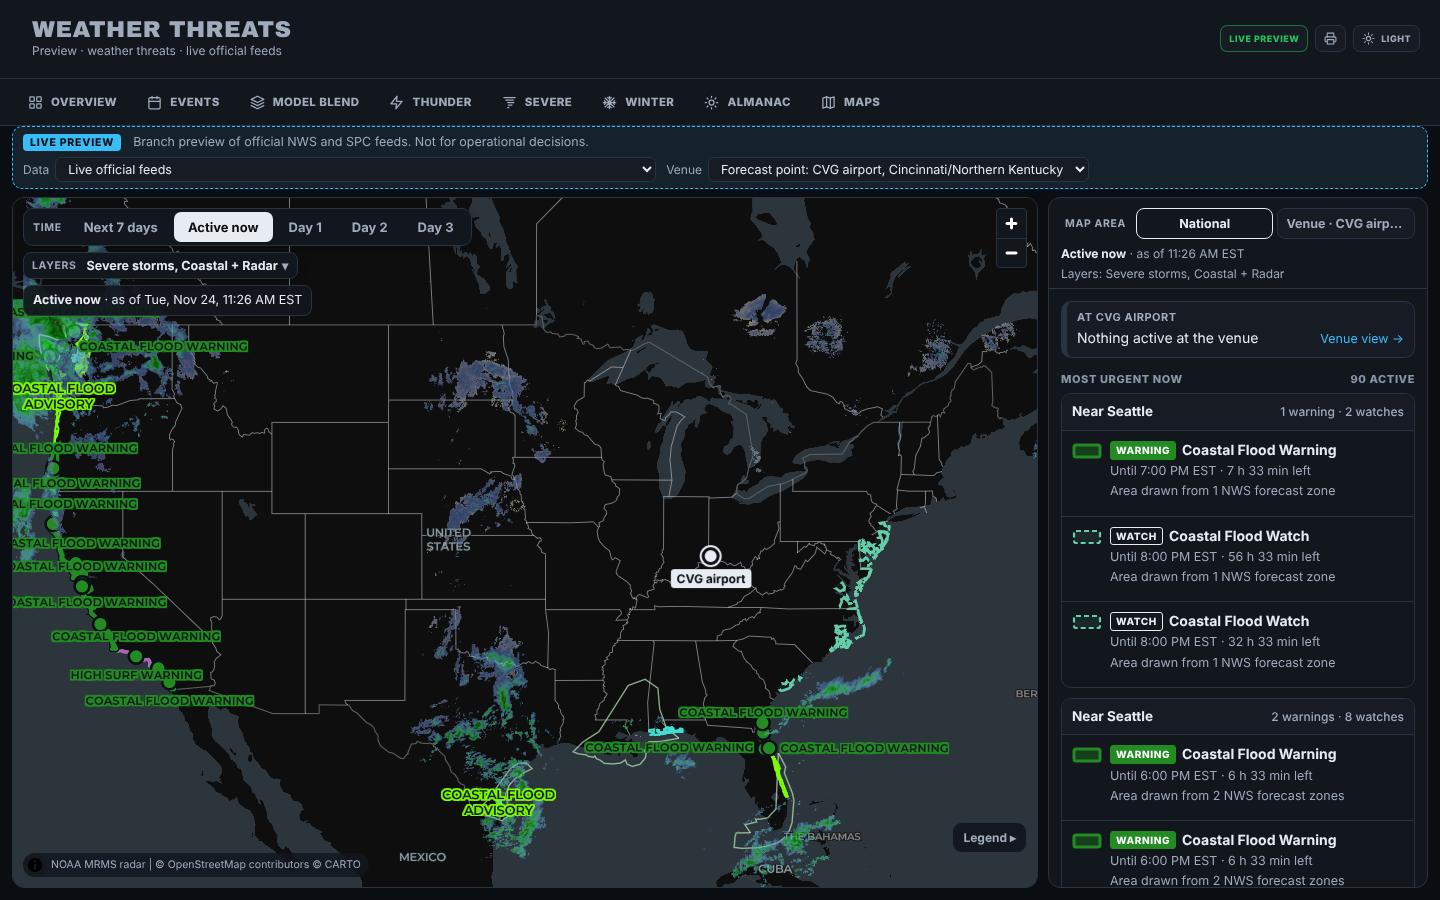 WEATHER THREATS
Preview · weather threats · live official feeds
LIVE PREVIEW
LIGHT
OVERVIEW
EVENTS
MODEL BLEND
THUNDER
SEVERE
WINTER
ALMANAC
MAPS
LIVE PREVIEW Branch preview of official NWS and SPC feeds. Not for operational decisions.
Data Live official feeds Venue Forecast point: CVG airport, Cincinnati/Northern Kentucky
TIME Next 7 days Active now Day 1 Day 2 Day 3
LAYERS Severe storms, Coastal + Radar ▾
Active now · as of Tue, Nov 24, 11:26 AM EST
+
−
COASTAL FLOOD WARNING
NING
OASTAL FLOOD
ADVISORY
AL FLOOD WARNING
AL FLOOD WARNING
AL FLOOD WARNING
OASTAL FLOOD WARNING
OASTAL FLOOD WARNING
OASTAL FLOOD WARNING
COASTAL FLOOD WARNING
HIGH SURF WARNING
COASTAL FLOOD WARNING
UNITED
STATES
CVG airport
BER
COASTAL FLOOD WARNING
COASTAL FLOOD WARNING
COASTAL FLOOD WARNING
COASTAL FLOOD
ADVISORY
THE BAHAMAS
MEXICO
CUBA
Legend ▸
NOAA MRMS radar | © OpenStreetMap contributors © CARTO
MAP AREA National Venue · CVG airp...
Active now · as of 11:26 AM EST
Layers: Severe storms, Coastal + Radar
AT CVG AIRPORT
Nothing active at the venue Venue view →
MOST URGENT NOW 90 ACTIVE
Near Seattle 1 warning · 2 watches
WARNING Coastal Flood Warning
Until 7:00 PM EST · 7 h 33 min left
Area drawn from 1 NWS forecast zone
WATCH Coastal Flood Watch
Until 8:00 PM EST · 56 h 33 min left
Area drawn from 1 NWS forecast zone
WATCH Coastal Flood Watch
Until 8:00 PM EST · 32 h 33 min left
Area drawn from 1 NWS forecast zone
Near Seattle 2 warnings · 8 watches
WARNING Coastal Flood Warning
Until 6:00 PM EST · 6 h 33 min left
Area drawn from 2 NWS forecast zones
WARNING Coastal Flood Warning
Until 6:00 PM EST · 6 h 33 min left
Area drawn from 2 NWS forecast zones